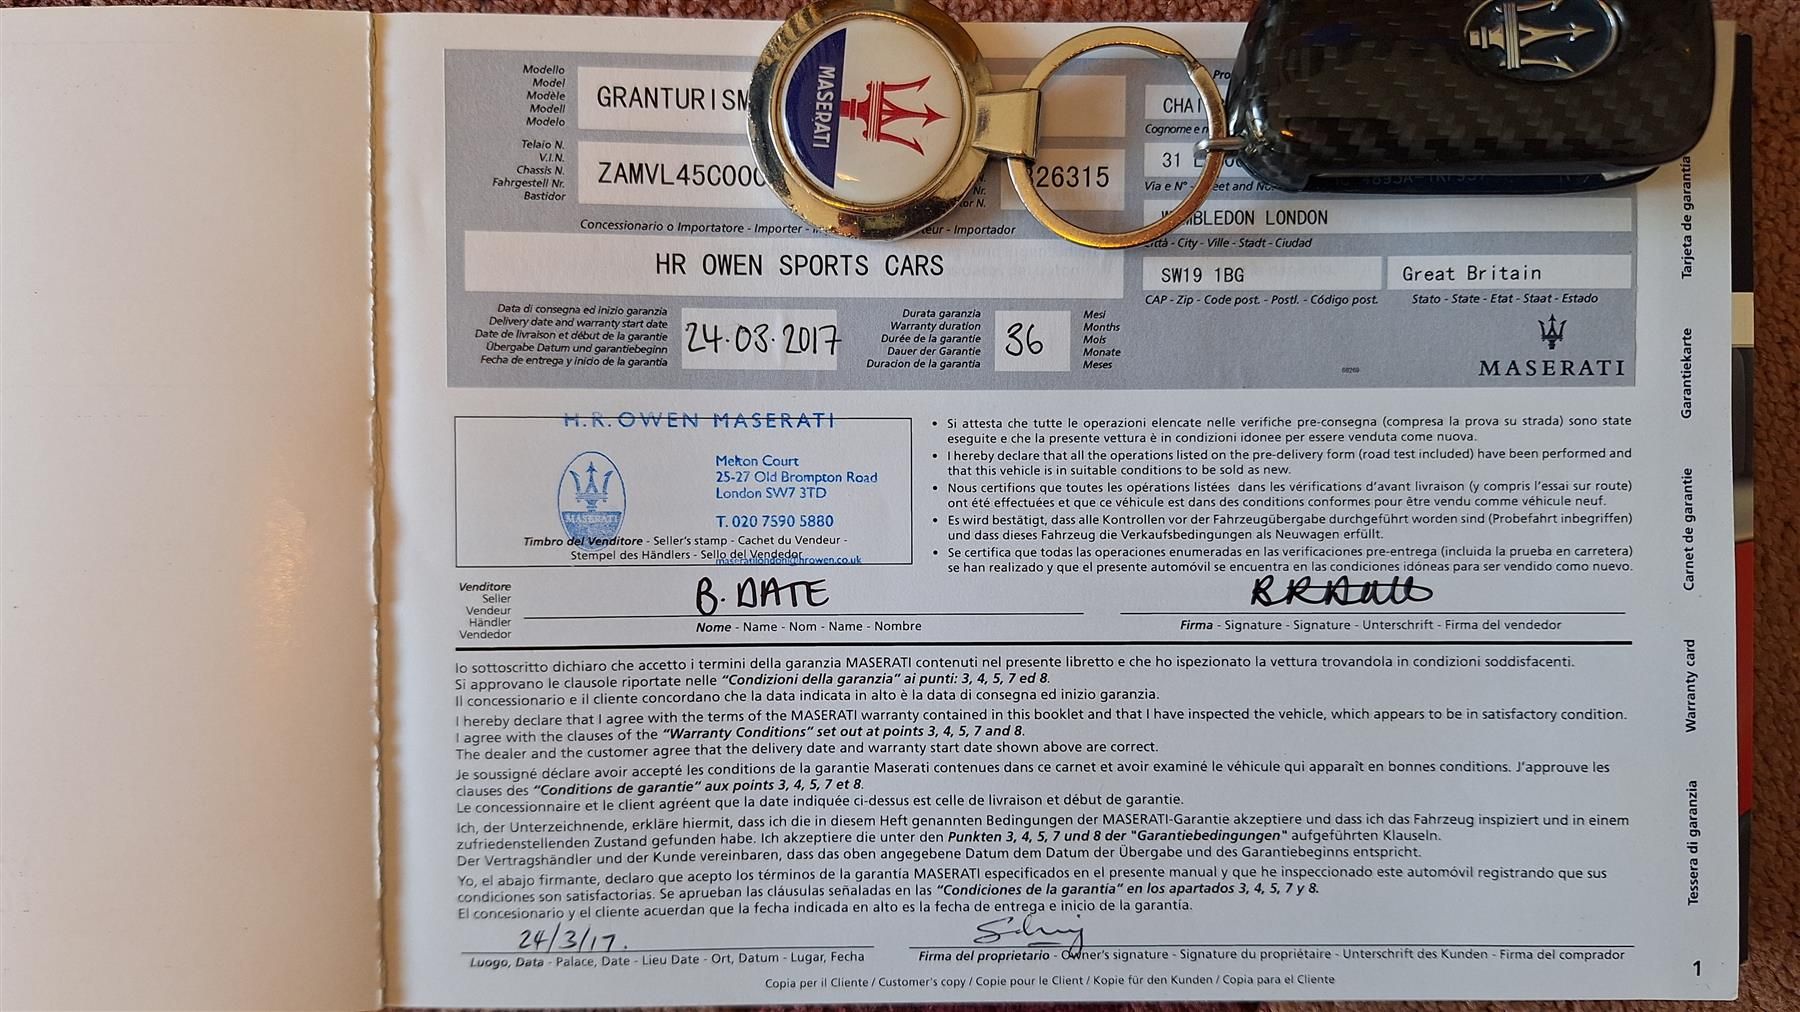 Modello
Model
Modèle
Modell
Modelo
GRANTURISM
Telaio N.
V.I.N.
Chassis N.
Fahrgestell Nr.
Bastidor
ZAMVL45C000
26315
MASERATI
CHAI
Cognome e
31
Via e N° - eet and
WIMBLEDON LONDON
Città - City - Ville - Stadt - Ciudad
Concessionario o Importatore - Importer - eur - Importador
HR OWEN SPORTS CARS
SW19 1BG
Great Britain
CAP - Zip - Code post. - Postl. - Código post.
Stato - State - Etat - Staat - Estado
Data di consegna ed inizio garanzia
Delivery date and warranty start date
Date de livraison et début de la garantie
Übergabe Datum und garantiebeginn
Fecha de entrega y inicio de la garantia
24.03.2017
Durata garanzia
Warranty duration
Durée de la garantie
Dauer der Garantie
Duracion de la garantia
36
Mesi
Months
Mois
Monate
Meses
MASERATI
H.R. OWEN MASERATI
Melton Court
25-27 Old Brompton Road
London SW7 3TD
T. 020 7590 5880
MASERATI
Timbro del Venditore - Seller's stamp - Cachet du Vendeur -
Stempel des Händlers - Sello del Vendedor
maseratilondon@hrowen.co.uk
• Si attesta che tutte le operazioni elencate nelle verifiche pre-consegna (compresa la prova su strada) sono state
eseguite e che la presente vettura è in condizioni idonee per essere venduta come nuova.
• I hereby declare that all the operations listed on the pre-delivery form (road test included) have been performed and
that this vehicle is in suitable conditions to be sold as new.
• Nous certifions que toutes les opérations listées dans les vérifications d'avant livraison (y compris l'essai sur route)
ont été effectuées et que ce véhicule est dans des conditions conformes pour être vendu comme véhicule neuf.
• Es wird bestätigt, dass alle Kontrollen vor der Fahrzeugübergabe durchgeführt worden sind (Probefahrt inbegriffen)
und dass dieses Fahrzeug die Verkaufsbedingungen als Neuwagen erfüllt.
• Se certifica que todas las operaciones enumeradas en las verificaciones pre-entrega (incluida la prueba en carretera)
se han realizado y que el presente automóvil se encuentra en las condiciones idóneas para ser vendido como nuevo.
Venditore
Seller
Vendeur
Händler
Vendedor
B. DATE
Nome - Name - Nom - Name - Nombre
Firma - Signature - Signature - Unterschrift - Firma del vendedor
Io sottoscritto dichiaro che accetto i termini della garanzia MASERATI contenuti nel presente libretto e che ho ispezionato la vettura trovandola in condizioni soddisfacenti.
Si approvano le clausole riportate nelle "Condizioni della garanzia" ai punti: 3, 4, 5, 7 ed 8.
Il concessionario e il cliente concordano che la data indicata in alto è la data di consegna ed inizio garanzia.
I hereby declare that I agree with the terms of the MASERATI warranty contained in this booklet and that I have inspected the vehicle, which appears to be in satisfactory condition.
I agree with the clauses of the "Warranty Conditions" set out at points 3, 4, 5, 7 and 8.
The dealer and the customer agree that the delivery date and warranty start date shown above are correct.
Je soussigné déclare avoir accepté les conditions de la garantie Maserati contenues dans ce carnet et avoir examiné le véhicule qui apparaît en bonnes conditions. J'approuve les
clauses des "Conditions de garantie" aux points 3, 4, 5, 7 et 8.
Le concessionnaire et le client agréent que la date indiquée ci-dessus est celle de livraison et début de garantie.
Ich, der Unterzeichnende, erkläre hiermit, dass ich die in diesem Heft genannten Bedingungen der MASERATI-Garantie akzeptiere und dass ich das Fahrzeug inspiziert und in einem
zufriedenstellenden Zustand gefunden habe. Ich akzeptiere die unter den Punkten 3, 4, 5, 7 und 8 der "Garantiebedingungen" aufgeführten Klauseln.
Der Vertragshändler und der Kunde vereinbaren, dass das oben angegebene Datum dem Datum der Übergabe und des Garantiebeginns entspricht.
Yo, el abajo firmante, declaro que acepto los términos de la garantía MASERATI especificados en el presente manual y que he inspeccionado este automóvil registrando que sus
condiciones son satisfactorias. Se aprueban las cláusulas señaladas en las "Condiciones de la garantía" en los apartados 3, 4, 5, 7 y 8.
El concesionario y el cliente acuerdan que la fecha indicada en alto es la fecha de entrega e inicio de la garantía.
24/3/17.
Luogo, Data - Palace, Date - Lieu Date - Ort, Datum - Lugar, Fecha
Firma del proprietario - Owner's signature - Signature du propriétaire - Unterschrift des Kunden - Firma del comprador
Copia per il Cliente / Customer's copy / Copie pour le Client / Kopie für den Kunden / Copia para el Cliente
1
Tarjeta de garantia
Garantiekarte
Carnet de garantie
Warranty card
Tessera di garanzia